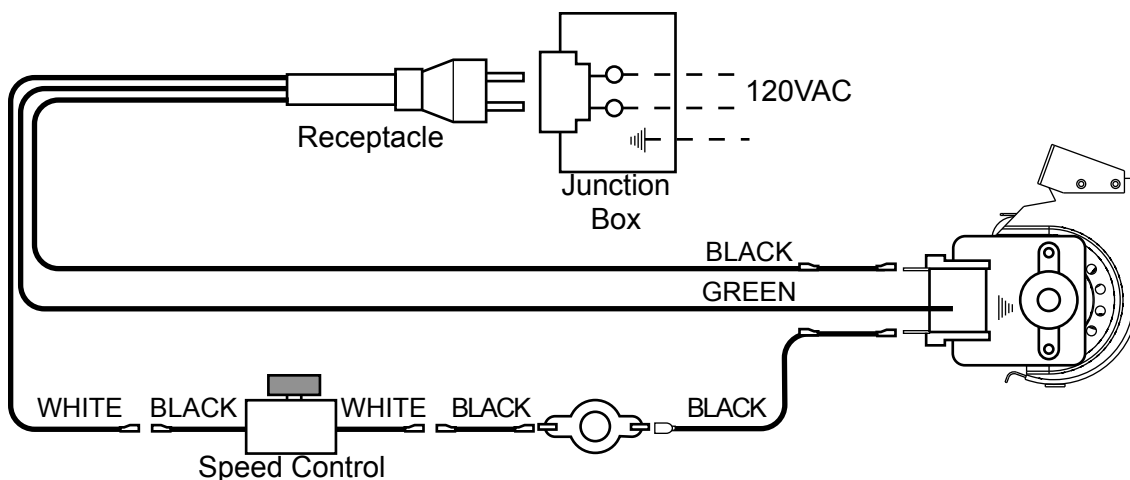 120VAC
Receptacle
Junction
Box
BLACK
GREEN
WHITE BLACK WHITE BLACK BLACK
Speed Control